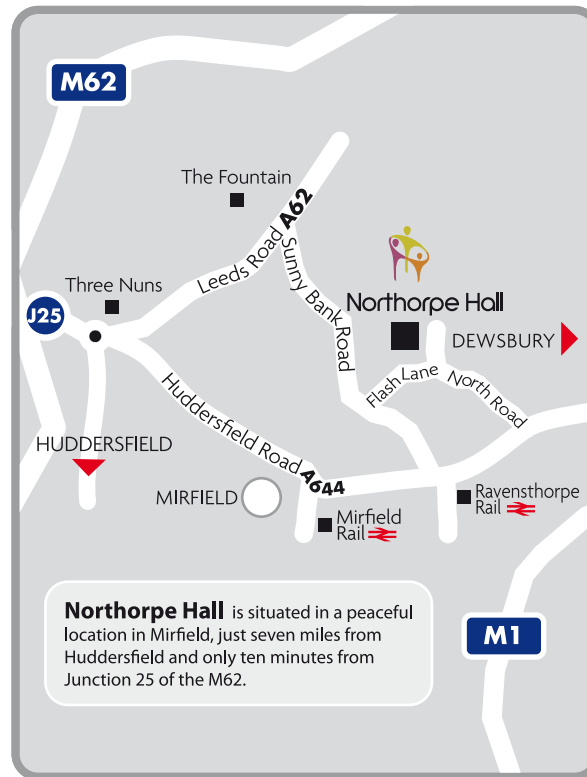 M62
The Fountain
Leeds Road A62
Sunny Bank Road
Three Nuns
J25
Northorpe Hall
DEWSBURY
Flash Lane
North Road
Huddersfield Road A644
HUDDERSFIELD
MIRFIELD
Mirfield
Rail
Ravensthorpe
Rail
Northorpe Hall is situated in a peaceful
location in Mirfield, just seven miles from
Huddersfield and only ten minutes from
Junction 25 of the M62.
M1